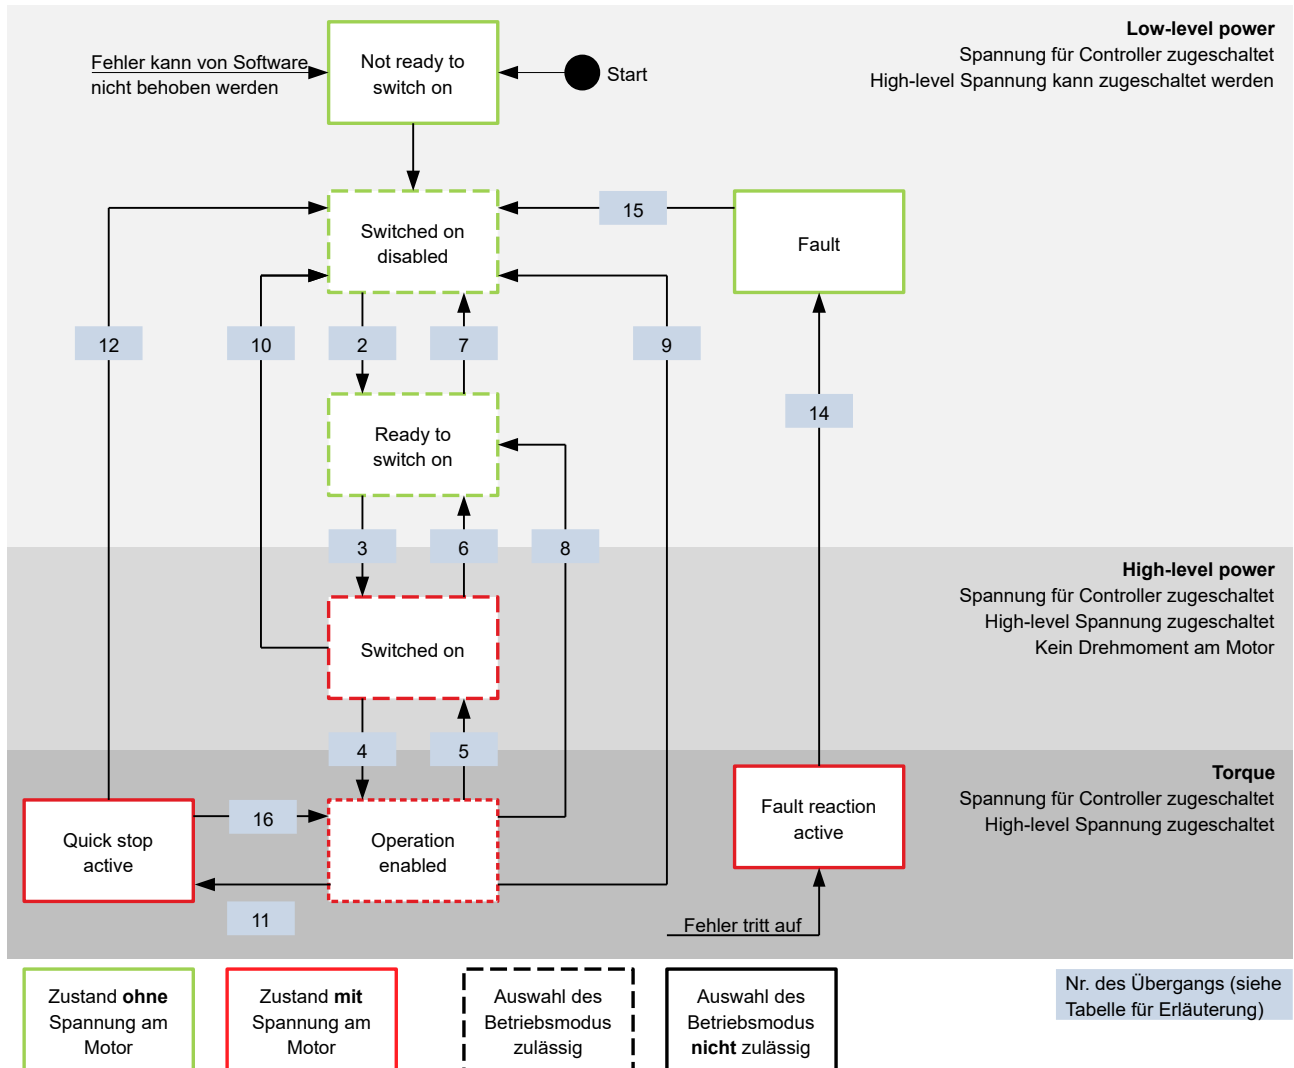 Low-level power
Spannung für Controller zugeschaltet
High-level Spannung kann zugeschaltet werden
Fehler kann von Software
nicht behoben werden
Not ready to
switch on
Start
Switched on
disabled
15
Fault
12
10
2
7
9
14
Ready to
switch on
3
6
8
High-level power
Spannung für Controller zugeschaltet
High-level Spannung zugeschaltet
Kein Drehmoment am Motor
Switched on
4
5
Torque
Spannung für Controller zugeschaltet
High-level Spannung zugeschaltet
Quick stop
active
16
Operation
enabled
Fault reaction
active
11
Fehler tritt auf
Zustand ohne
Spannung am
Motor
Zustand mit
Spannung am
Motor
Auswahl des
Betriebsmodus
zulässig
Auswahl des
Betriebsmodus
nicht zulässig
Nr. des Übergangs (siehe
Tabelle für Erläuterung)